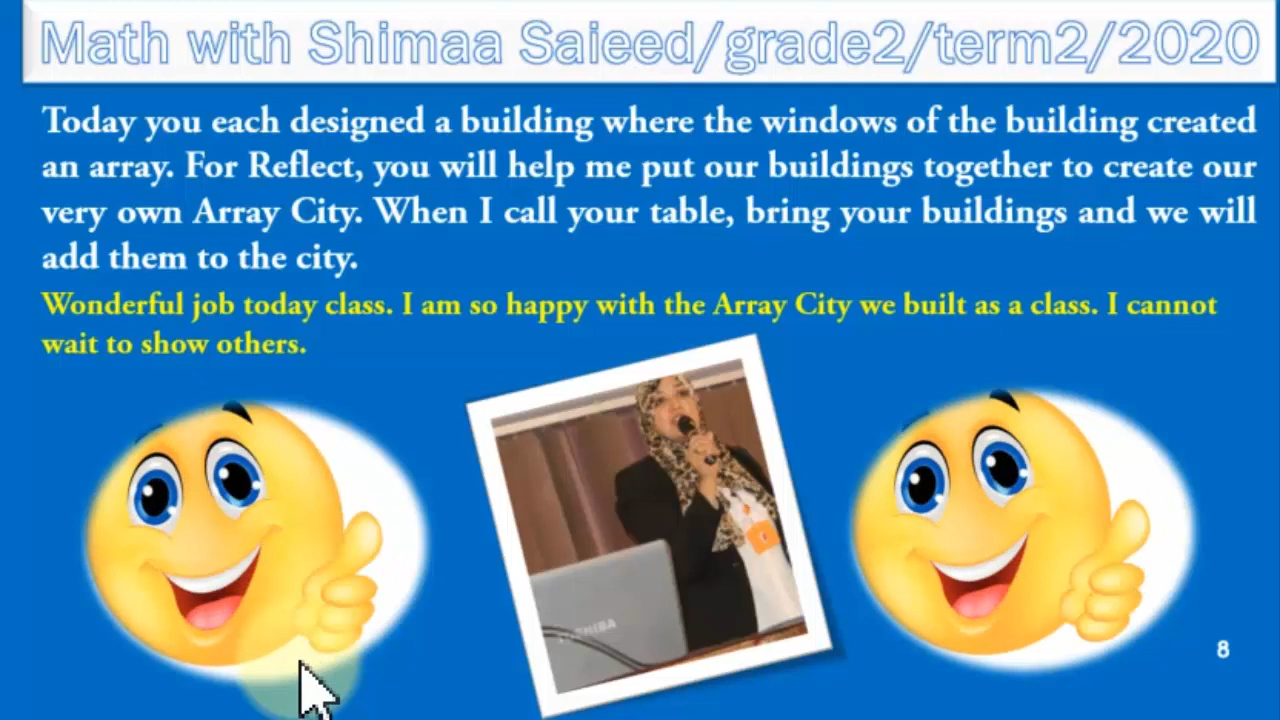 Math with Shimaa Saieed/grade2/term2/2020
Today you each designed a building where the windows of the building created
an array. For Reflect, you will help me put our buildings together to create our
very own Array City. When I call your table, bring your buildings and we will
add them to the city.
Wonderful job today class. I am so happy with the Array City we built as a class. I cannot
wait to show others.
TOSHIBA
8